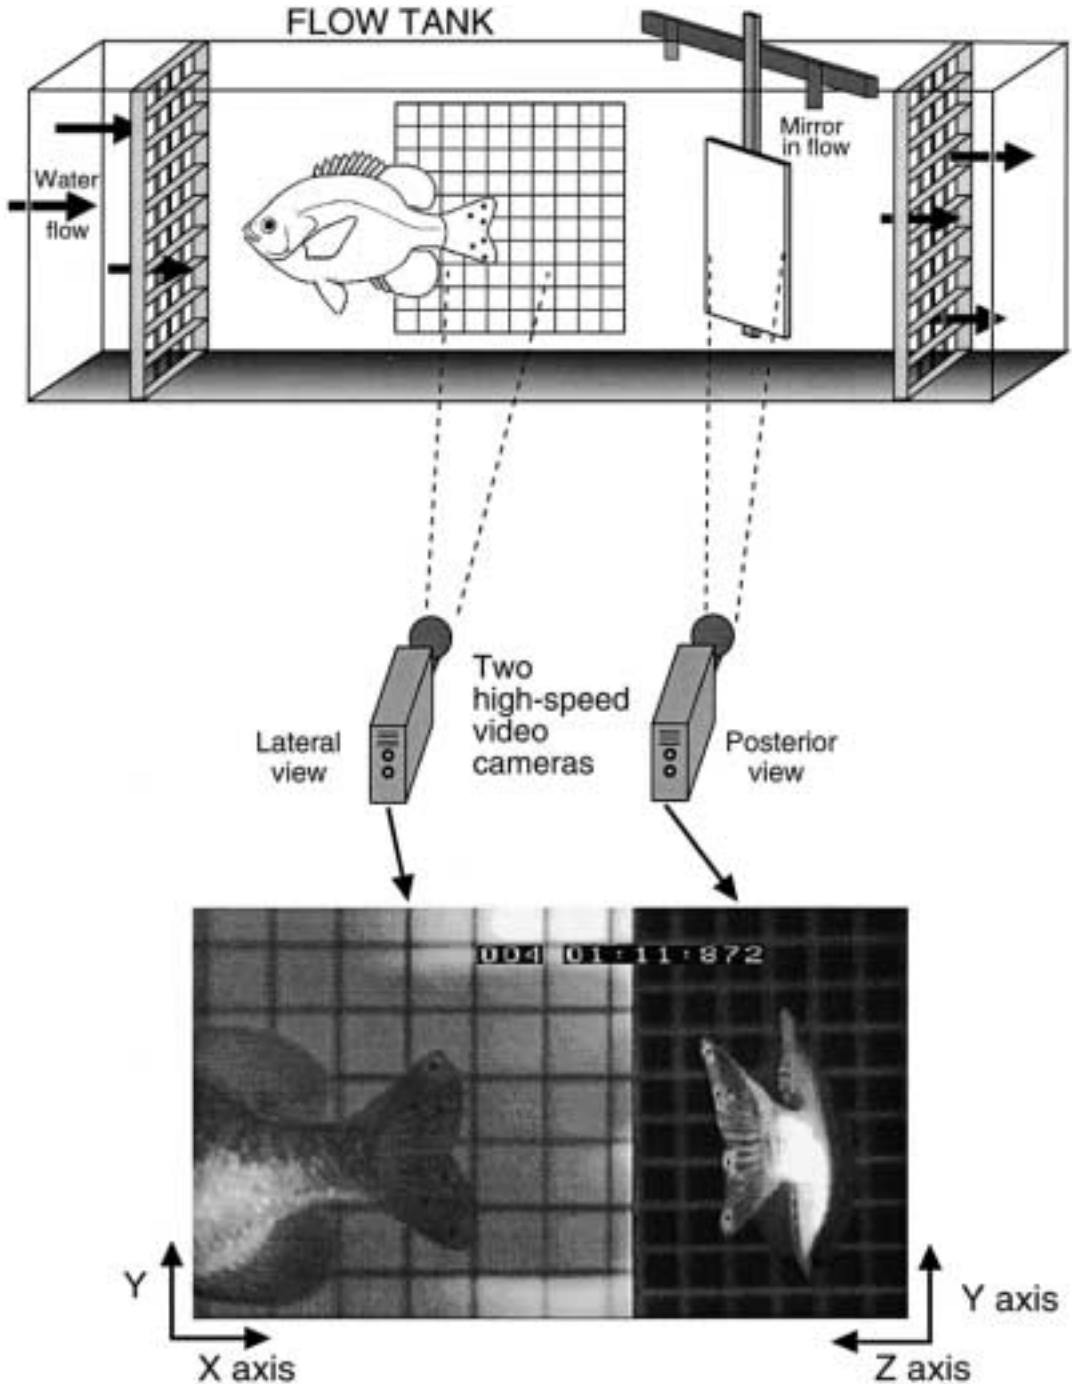 FLOW TANK
Mirror
in flow
Water
flow
Two
high-speed
video
cameras
Lateral
view
Posterior
view
004 01:11:872
Y
X axis
Y axis
Z axis